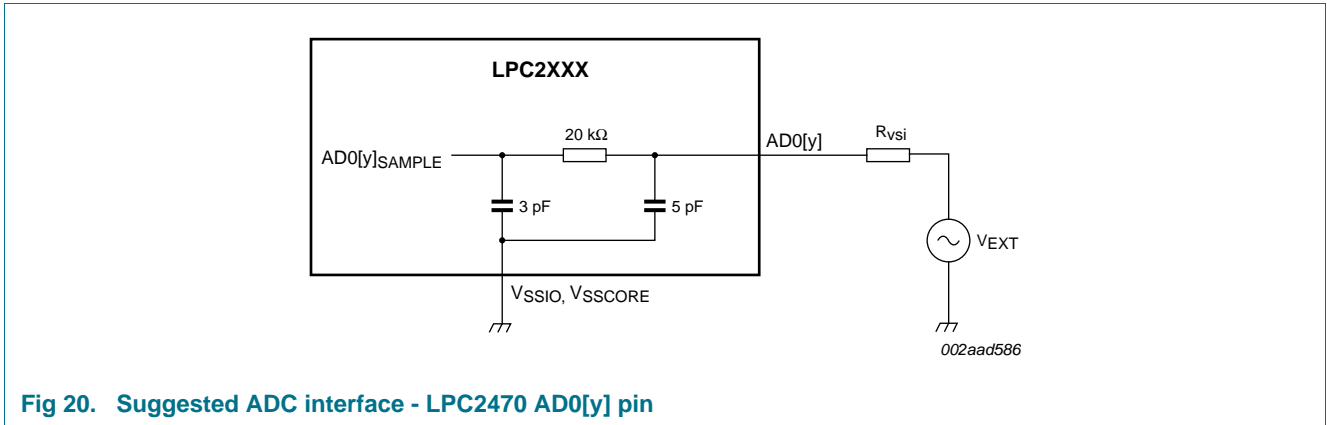 LPC2XXX
20 kΩ
AD0[y]SAMPLE
AD0[y]
Rvsi
3 pF
5 pF
VEXT
VSSIO, VSSCORE
002aad586
Fig 20. Suggested ADC interface - LPC2470 AD0[y] pin